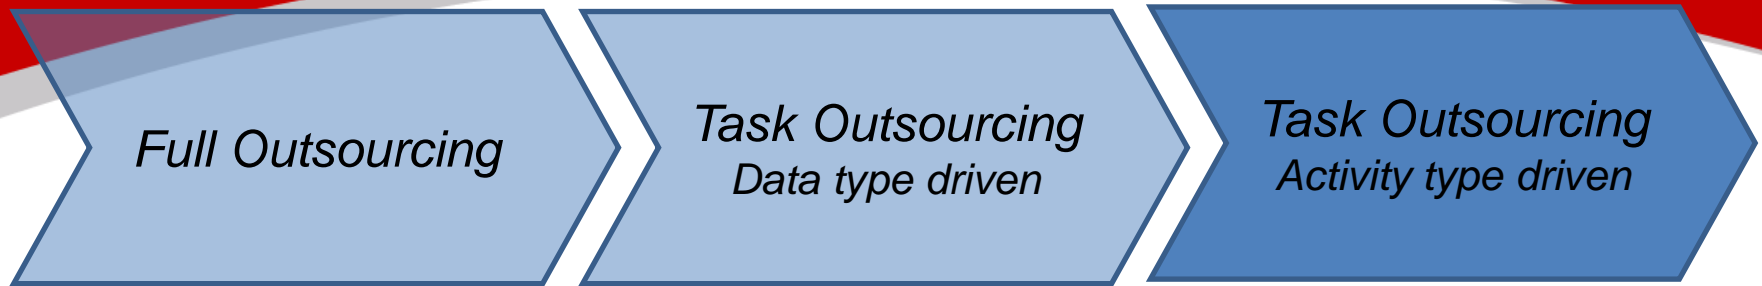 Full Outsourcing
Task Outsourcing
Data type driven
Task Outsourcing
Activity type driven